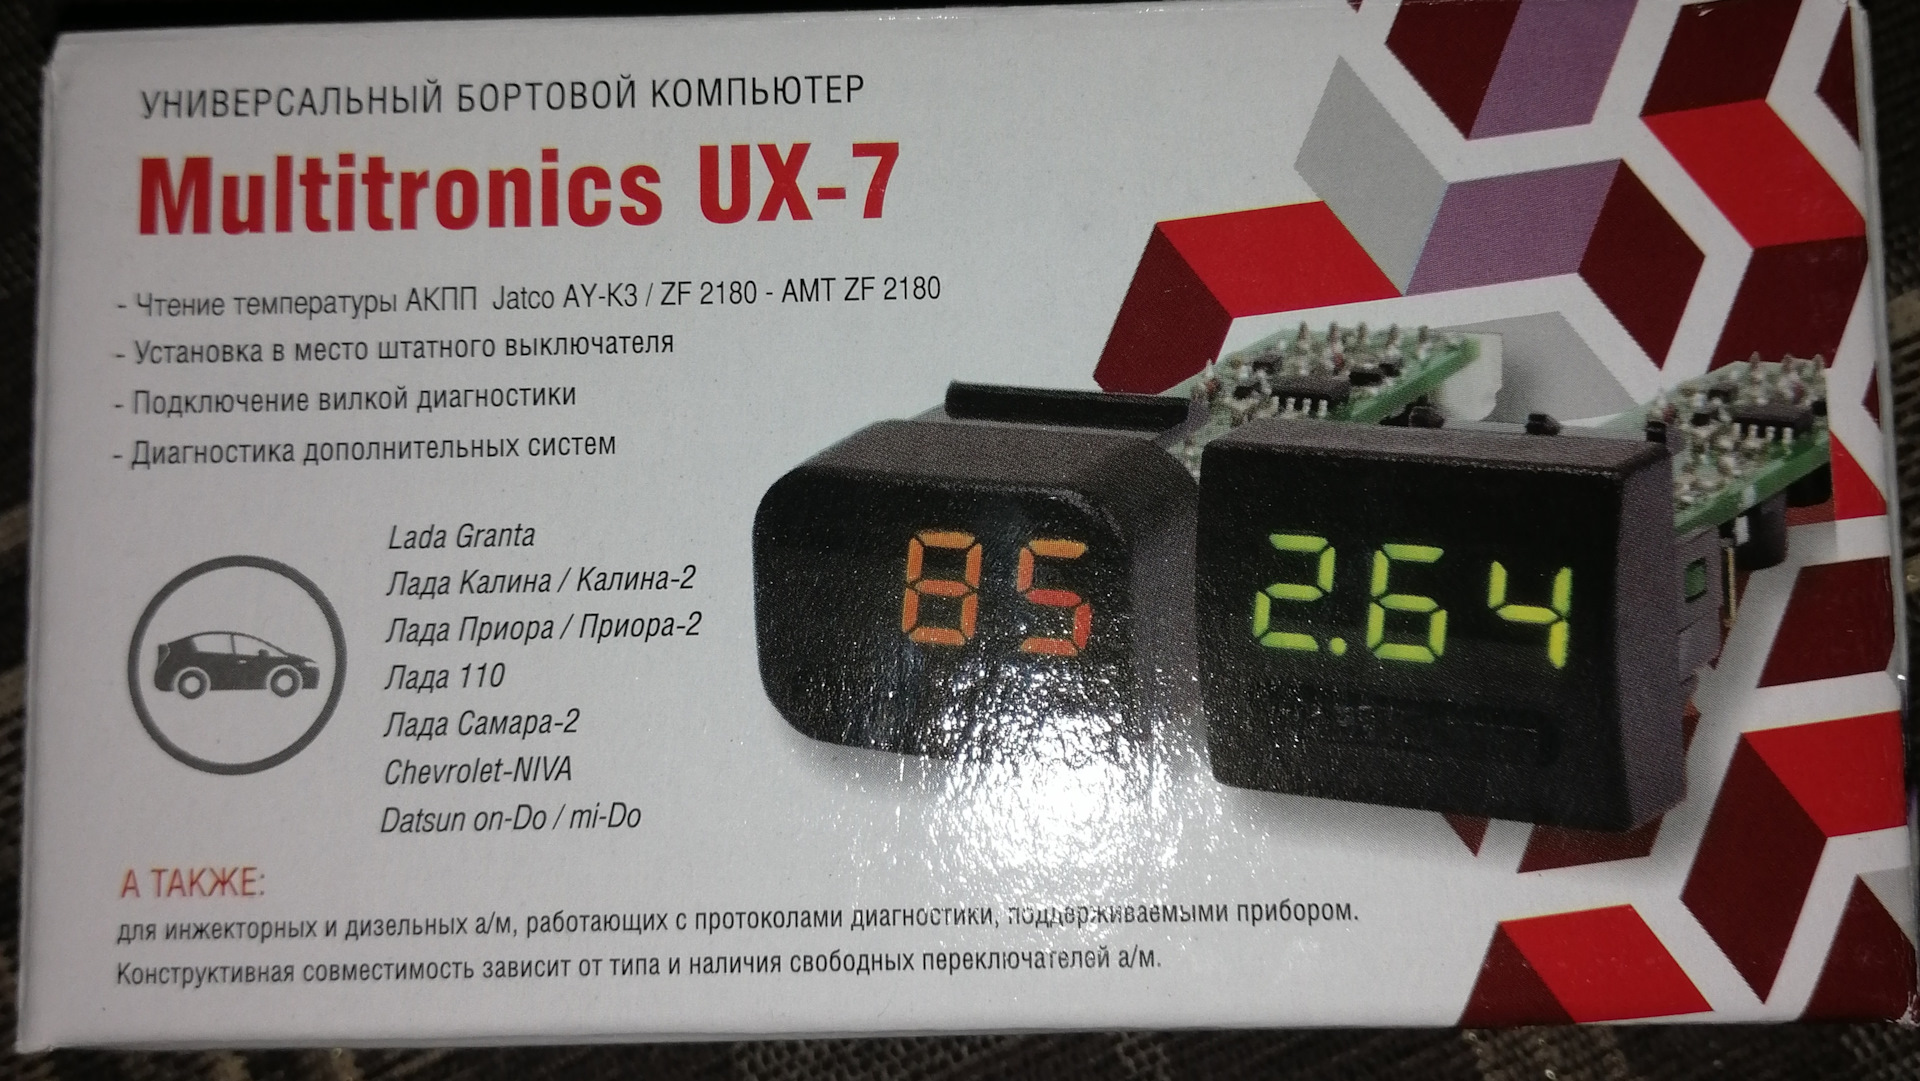 УНИВЕРСАЛЬНЫЙ БОРТОВОЙ КОМПЬЮТЕР
Multitronics UX-7
- Чтение температуры АКПП Jatco AY-K3 / ZF 2180 - АМТ ZF 2180
- Установка в место штатного выключателя
- Подключение вилкой диагностики
- Диагностика дополнительных систем
Lada Granta
Лада Калина / Калина-2
Лада Приора / Приора-2
Лада 110
Лада Самара-2
Chevrolet-NIVA
Datsun on-Do / mi-Do
85
2.64
А ТАКЖЕ:
для инжекторных и дизельных а/м, работающих с протоколами диагностики, поддерживаемыми прибором.
Конструктивная совместимость зависит от типа и наличия свободных переключателей а/м.